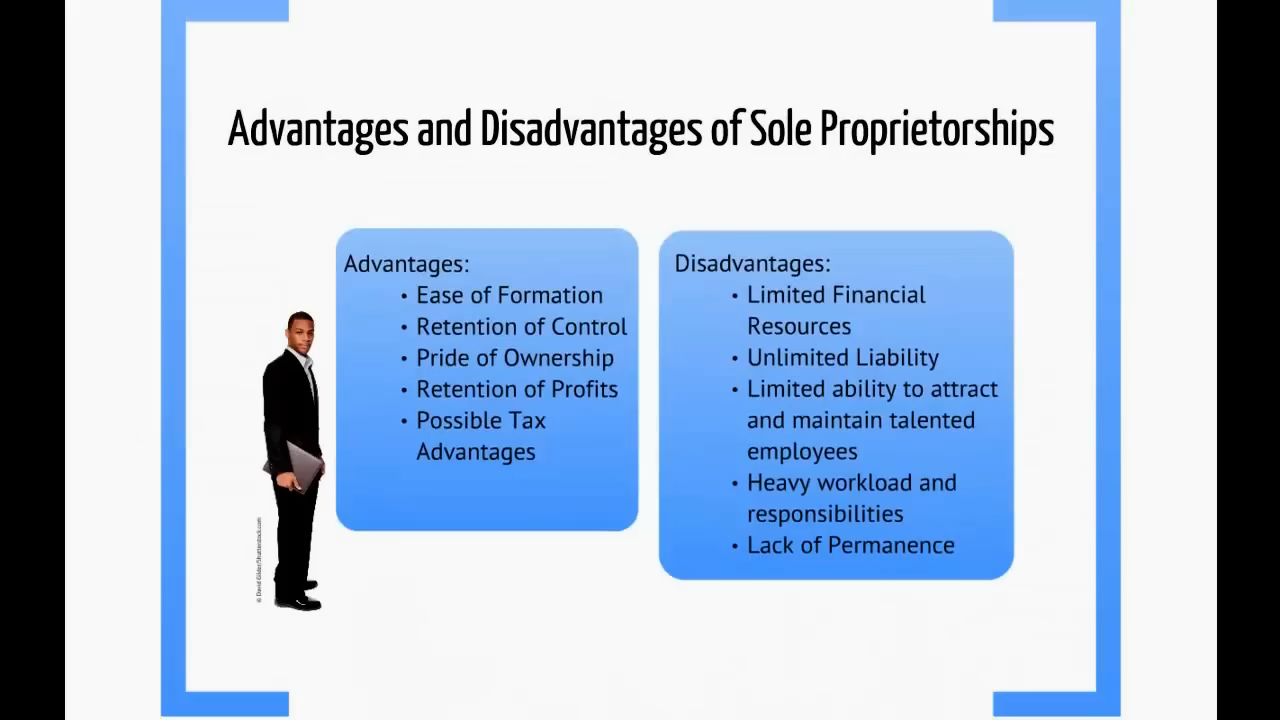 Advantages and Disadvantages of Sole Proprietorships
Advantages:
• Ease of Formation
• Retention of Control
• Pride of Ownership
• Retention of Profits
• Possible Tax
Advantages
Disadvantages:
• Limited Financial
Resources
• Unlimited Liability
• Limited ability to attract
and maintain talented
employees
• Heavy workload and
responsibilities
• Lack of Permanence